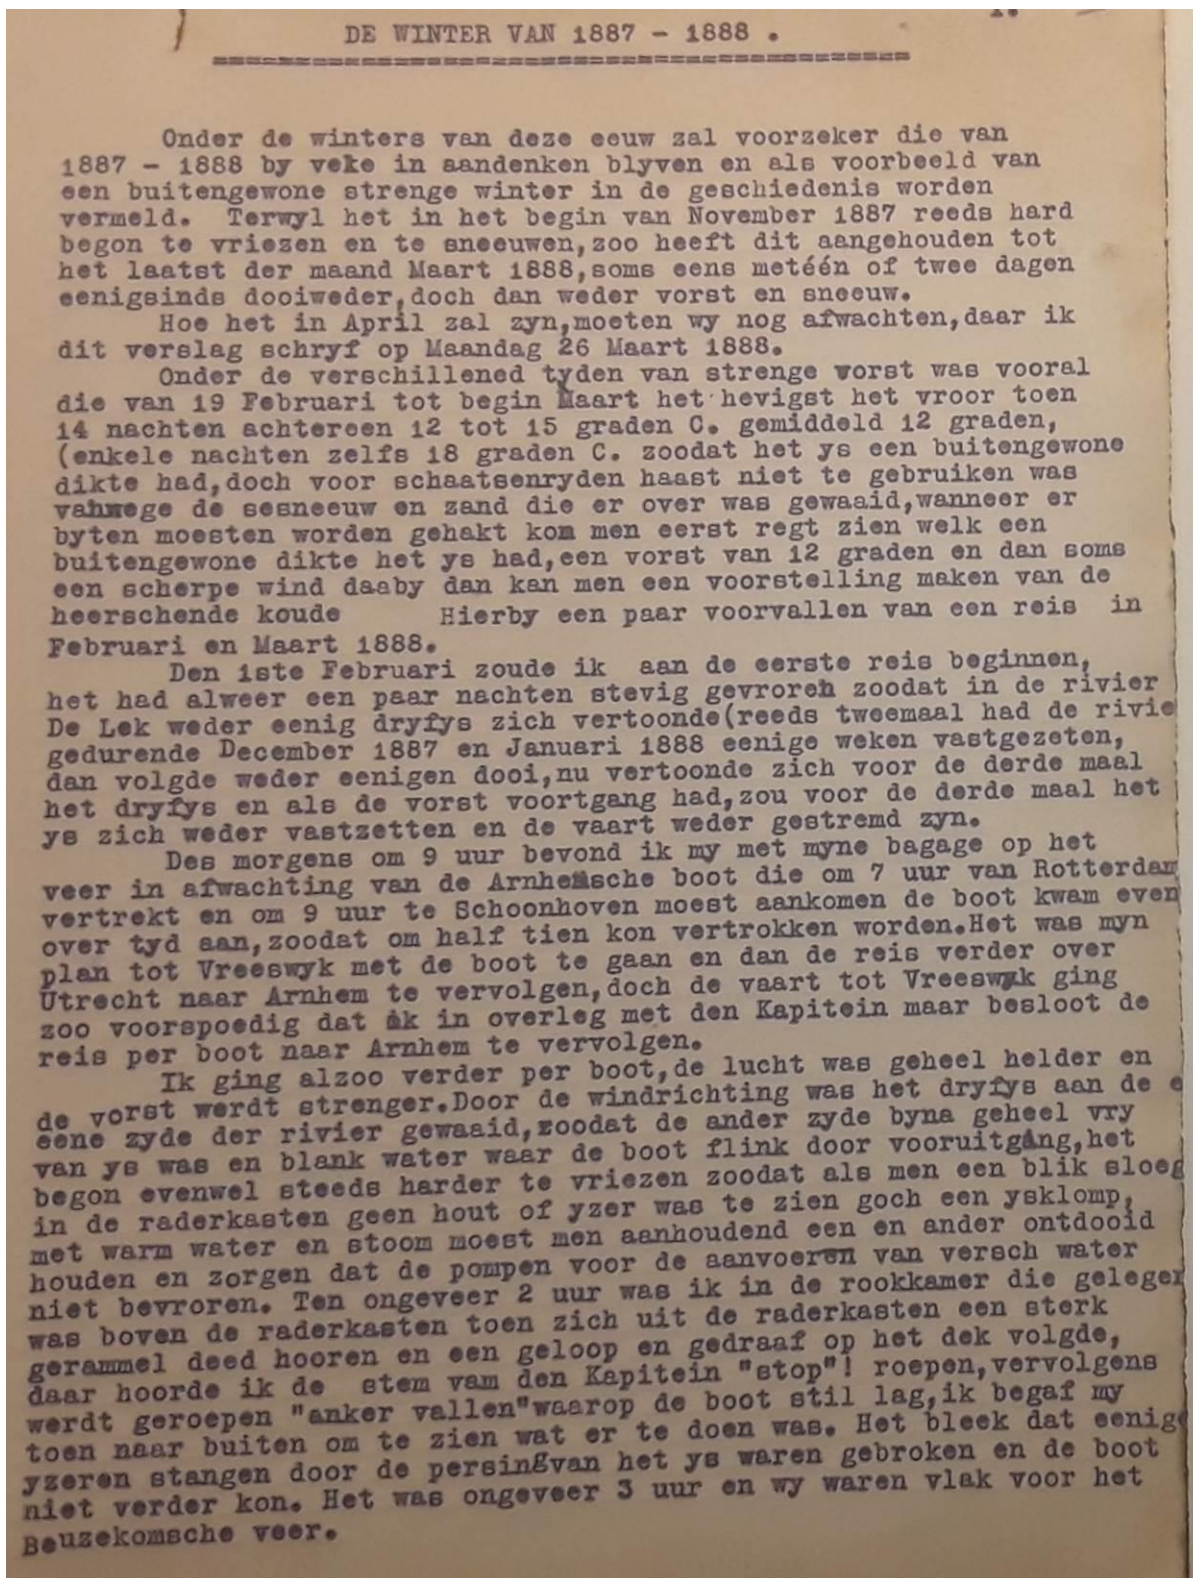 1.
DE WINTER VAN 1887 - 1888 .
==========================================
Onder de winters van deze eeuw zal voorzeker die van
1887 - 1888 by veke in aandenken blyven en als voorbeeld van
een buitengewone strenge winter in de geschiedenis worden
vermeld. Terwyl het in het begin van November 1887 reeds hard
begon te vriezen en te sneeuwen,zoo heeft dit aangehouden tot
het laatst der maand Maart 1888,soms eens metéén of twee dagen
eenigsinds dooiweder,doch dan weder vorst en sneeuw.
Hoe het in April zal zyn,moeten wy nog afwachten,daar ik
dit verslag schryf op Maandag 26 Maart 1888.
Onder de verschillened tyden van strenge vorst was vooral
die van 19 Februari tot begin Maart het hevigst het vroor toen
14 nachten achtereen 12 tot 15 graden C. gemiddeld 12 graden,
(enkele nachten zelfs 18 graden C. zoodat het ys een buitengewone
dikte had,doch voor schaatsenryden haast niet te gebruiken was
vanwege de sesneeuw en zand die er over was gewaaid,wanneer er
byten moesten worden gehakt kom men eerst regt zien welk een
buitengewone dikte het ys had,een vorst van 12 graden en dan soms
een scherpe wind daaby dan kan men een voorstelling maken van de
heerschende koude Hierby een paar voorvallen van een reis in
Februari en Maart 1888.
Den 1ste Februari zoude ik aan de eerste reis beginnen,
het had alweer een paar nachten stevig gevroren zoodat in de rivier
De Lek weder eenig dryfys zich vertoonde(reeds tweemaal had de rivie
gedurende December 1887 en Januari 1888 eenige weken vastgezeten,
dan volgde weder eenigen dooi,nu vertoonde zich voor de derde maal
het dryfys en als de vorst voortgang had,zou voor de derde maal het
ys zich weder vastzetten en de vaart weder gestremd zyn.
Des morgens om 9 uur bevond ik my met myne bagage op het
veer in afwachting van de Arnhemsche boot die om 7 uur van Rotterdam
vertrekt en om 9 uur te Schoonhoven moest aankomen de boot kwam even
over tyd aan,zoodat om half tien kon vertrokken worden.Het was myn
plan tot Vreeswyk met de boot te gaan en dan de reis verder over
Utrecht naar Arnhem te vervolgen,doch de vaart tot Vreeswyk ging
zoo voorspoedig dat ik in overleg met den Kapitein maar besloot de
reis per boot naar Arnhem te vervolgen.
Ik ging alzoo verder per boot,de lucht was geheel helder en
de vorst werdt strenger.Door de windrichting was het dryfys aan de e
eene zyde der rivier gewaaid,zoodat de ander zyde byna geheel vry
van ys was en blank water waar de boot flink door vooruitging,het
begon evenwel steeds harder te vriezen zoodat als men een blik sloeg
in de raderkasten geen hout of yzer was te zien goch een ysklomp,
met warm water en stoom moest men aanhoudend een en ander ontdooid
houden en zorgen dat de pompen voor de aanvoeren van versch water
niet bevroren. Ten ongeveer 2 uur was ik in de rookkamer die gelegen
was boven de raderkasten toen zich uit de raderkasten een sterk
gerammel deed hooren en een geloop en gedraaf op het dek volgde,
daar hoorde ik de stem vam den Kapitein "stop"! roepen,vervolgens
werdt geroepen "anker vallen"waarop de boot stil lag,ik begaf my
toen naar buiten om te zien wat er te doen was. Het bleek dat eenige
yzeren stangen door de persingvan het ys waren gebroken en de boot
niet verder kon. Het was ongeveer 3 uur en wy waren vlak voor het
Beuzekomsche veer.